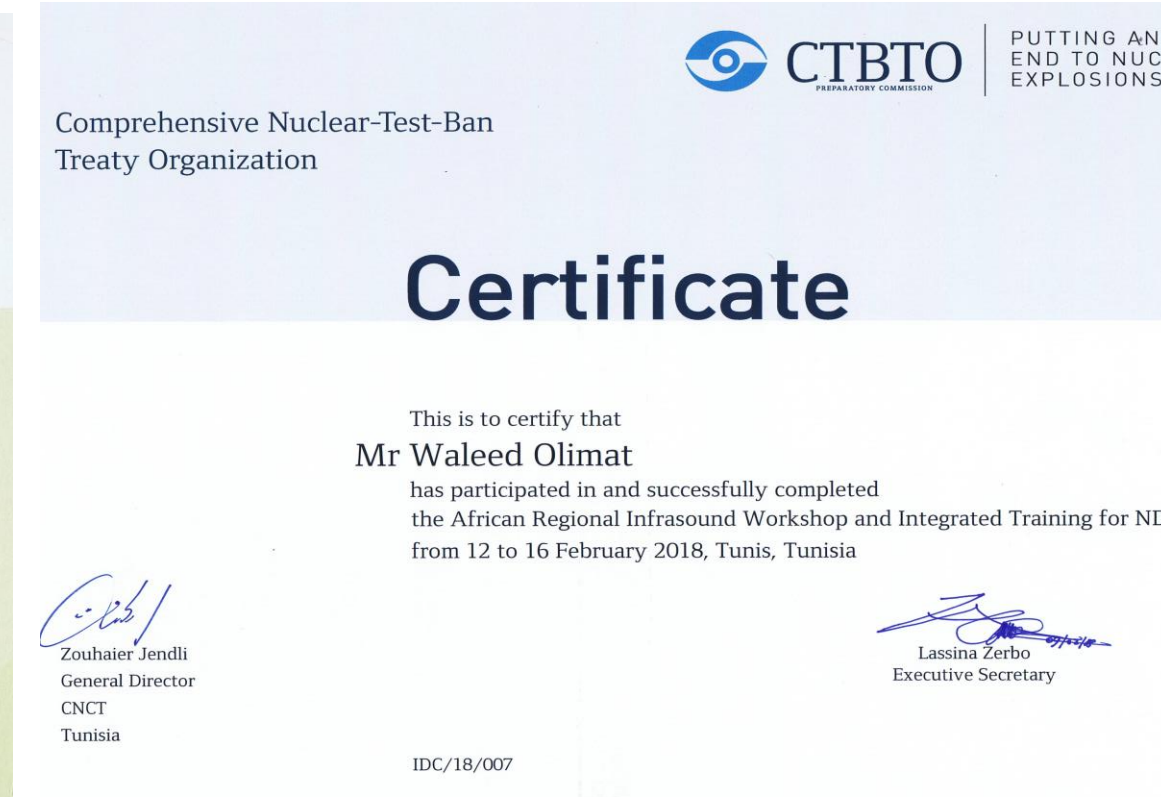 CTBTO
PREPARATORY COMMISSION
PUTTING AN
END TO NUC
EXPLOSIONS
Comprehensive Nuclear-Test-Ban
Treaty Organization
Certificate
This is to certify that
Mr Waleed Olimat
has participated in and successfully completed
the African Regional Infrasound Workshop and Integrated Training for ND
from 12 to 16 February 2018, Tunis, Tunisia
Zouhaier Jendli
General Director
CNCT
Tunisia
Lassina Zerbo
Executive Secretary
IDC/18/007